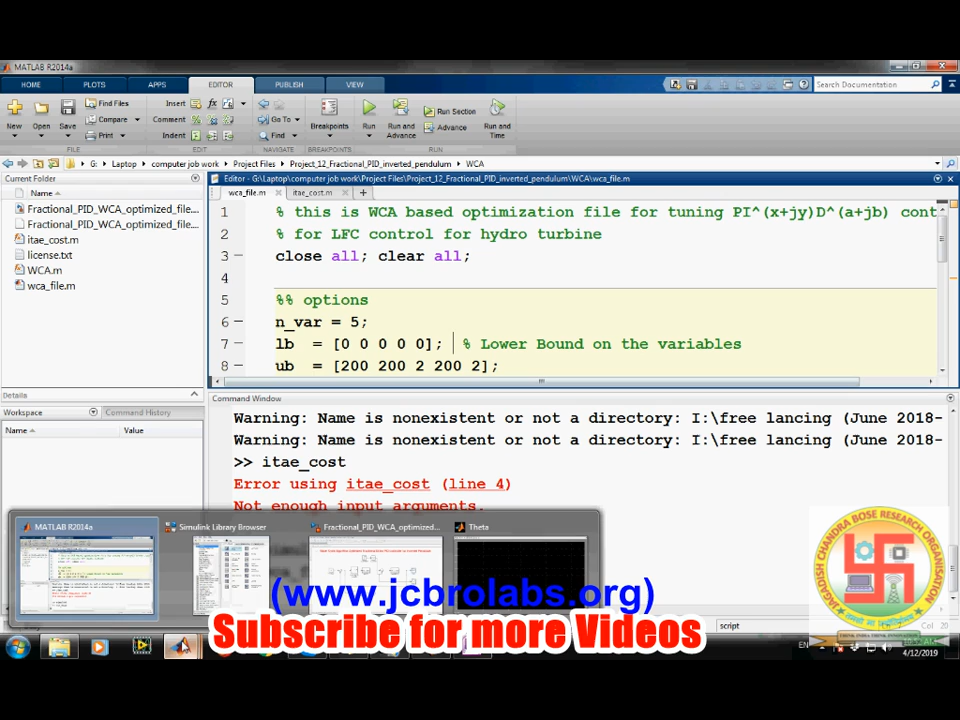 MATLAB R2014a
HOME
PLOTS
APPS
EDITOR
PUBLISH
VIEW
Search Documentation
New
Open
Save
Find Files
Compare
Print
Insert
Comment
Indent
Go To
Find
Breakpoints
Run
Run and Advance
Run Section
Advance
Run and Time
FILE
EDIT
NAVIGATE
BREAKPOINTS
RUN
G: Laptop computer job work Project Files Project_12_Fractional_PID_inverted_pendulum WCA
Current Folder
Name
Fractional_PID_WCA_optimized_file...
Fractional_PID_WCA_optimized_file...
itae_cost.m
license.txt
WCA.m
wca_file.m
Details
Workspace
Command History
Name
Value
Editor - G:\Laptop\computer job work\Project Files\Project_12_Fractional_PID_inverted_pendulum\WCA\wca_file.m
wca_file.m
itae_cost.m
1 % this is WCA based optimization file for tuning PI^(x+jy)D^(a+jb) cont
2 % for LFC control for hydro turbine
3 close all; clear all;
4
5 %% options
6 n_var = 5;
7 lb = [0 0 0 0 0]; % Lower Bound on the variables
8 ub = [200 200 2 200 2];
Command Window
Warning: Name is nonexistent or not a directory: I:\free lancing (June 2018-
Warning: Name is nonexistent or not a directory: I:\free lancing (June 2018-
>> itae_cost
Error using itae_cost (line 4)
Not enough input arguments.
MATLAB R2014a
Simulink Library Browser
Fractional_PID_WCA_optimized...
Theta
(www.jcbrolabs.org)
Subscribe for more Videos
JAGADISH CHANDRA BOSE RESEARCH ORGANISATION
script
EN
4/12/2019